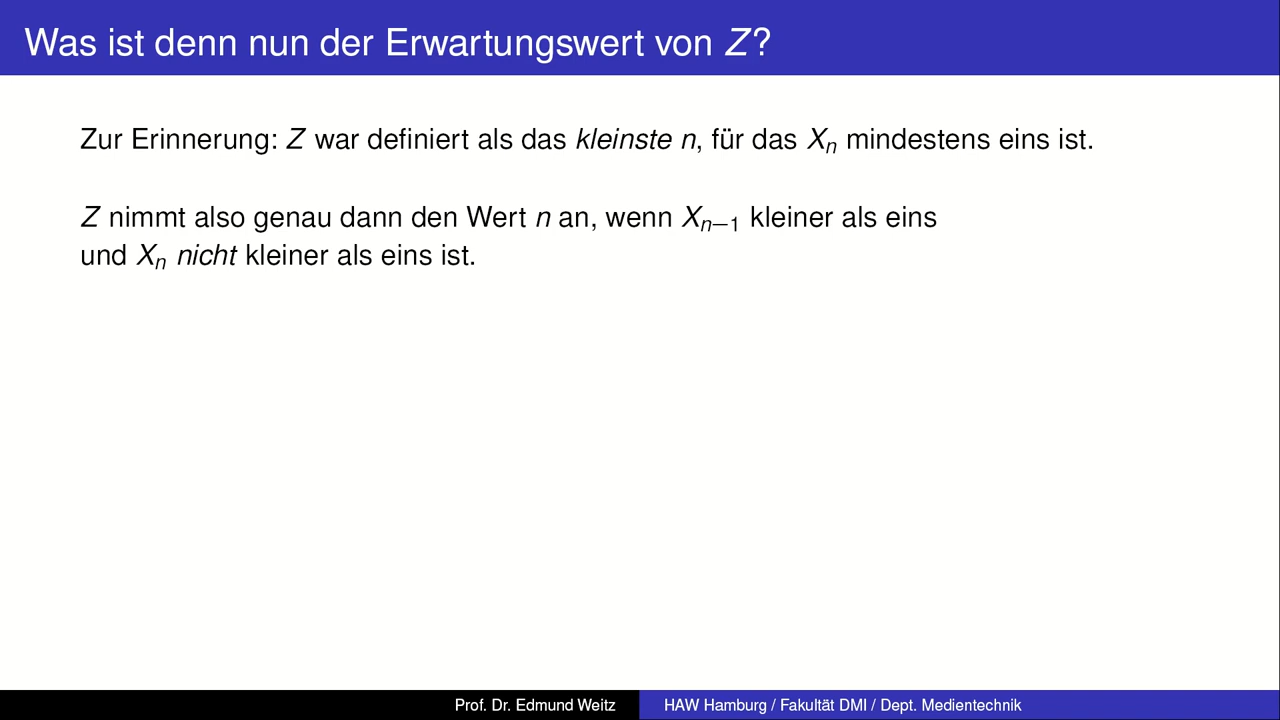 Was ist denn nun der Erwartungswert von Z?
Zur Erinnerung: Z war definiert als das kleinste n, für das Xₙ mindestens eins ist.
Z nimmt also genau dann den Wert n an, wenn Xₙ₋₁ kleiner als eins
und Xₙ nicht kleiner als eins ist.
Prof. Dr. Edmund Weitz
HAW Hamburg / Fakultät DMI / Dept. Medientechnik